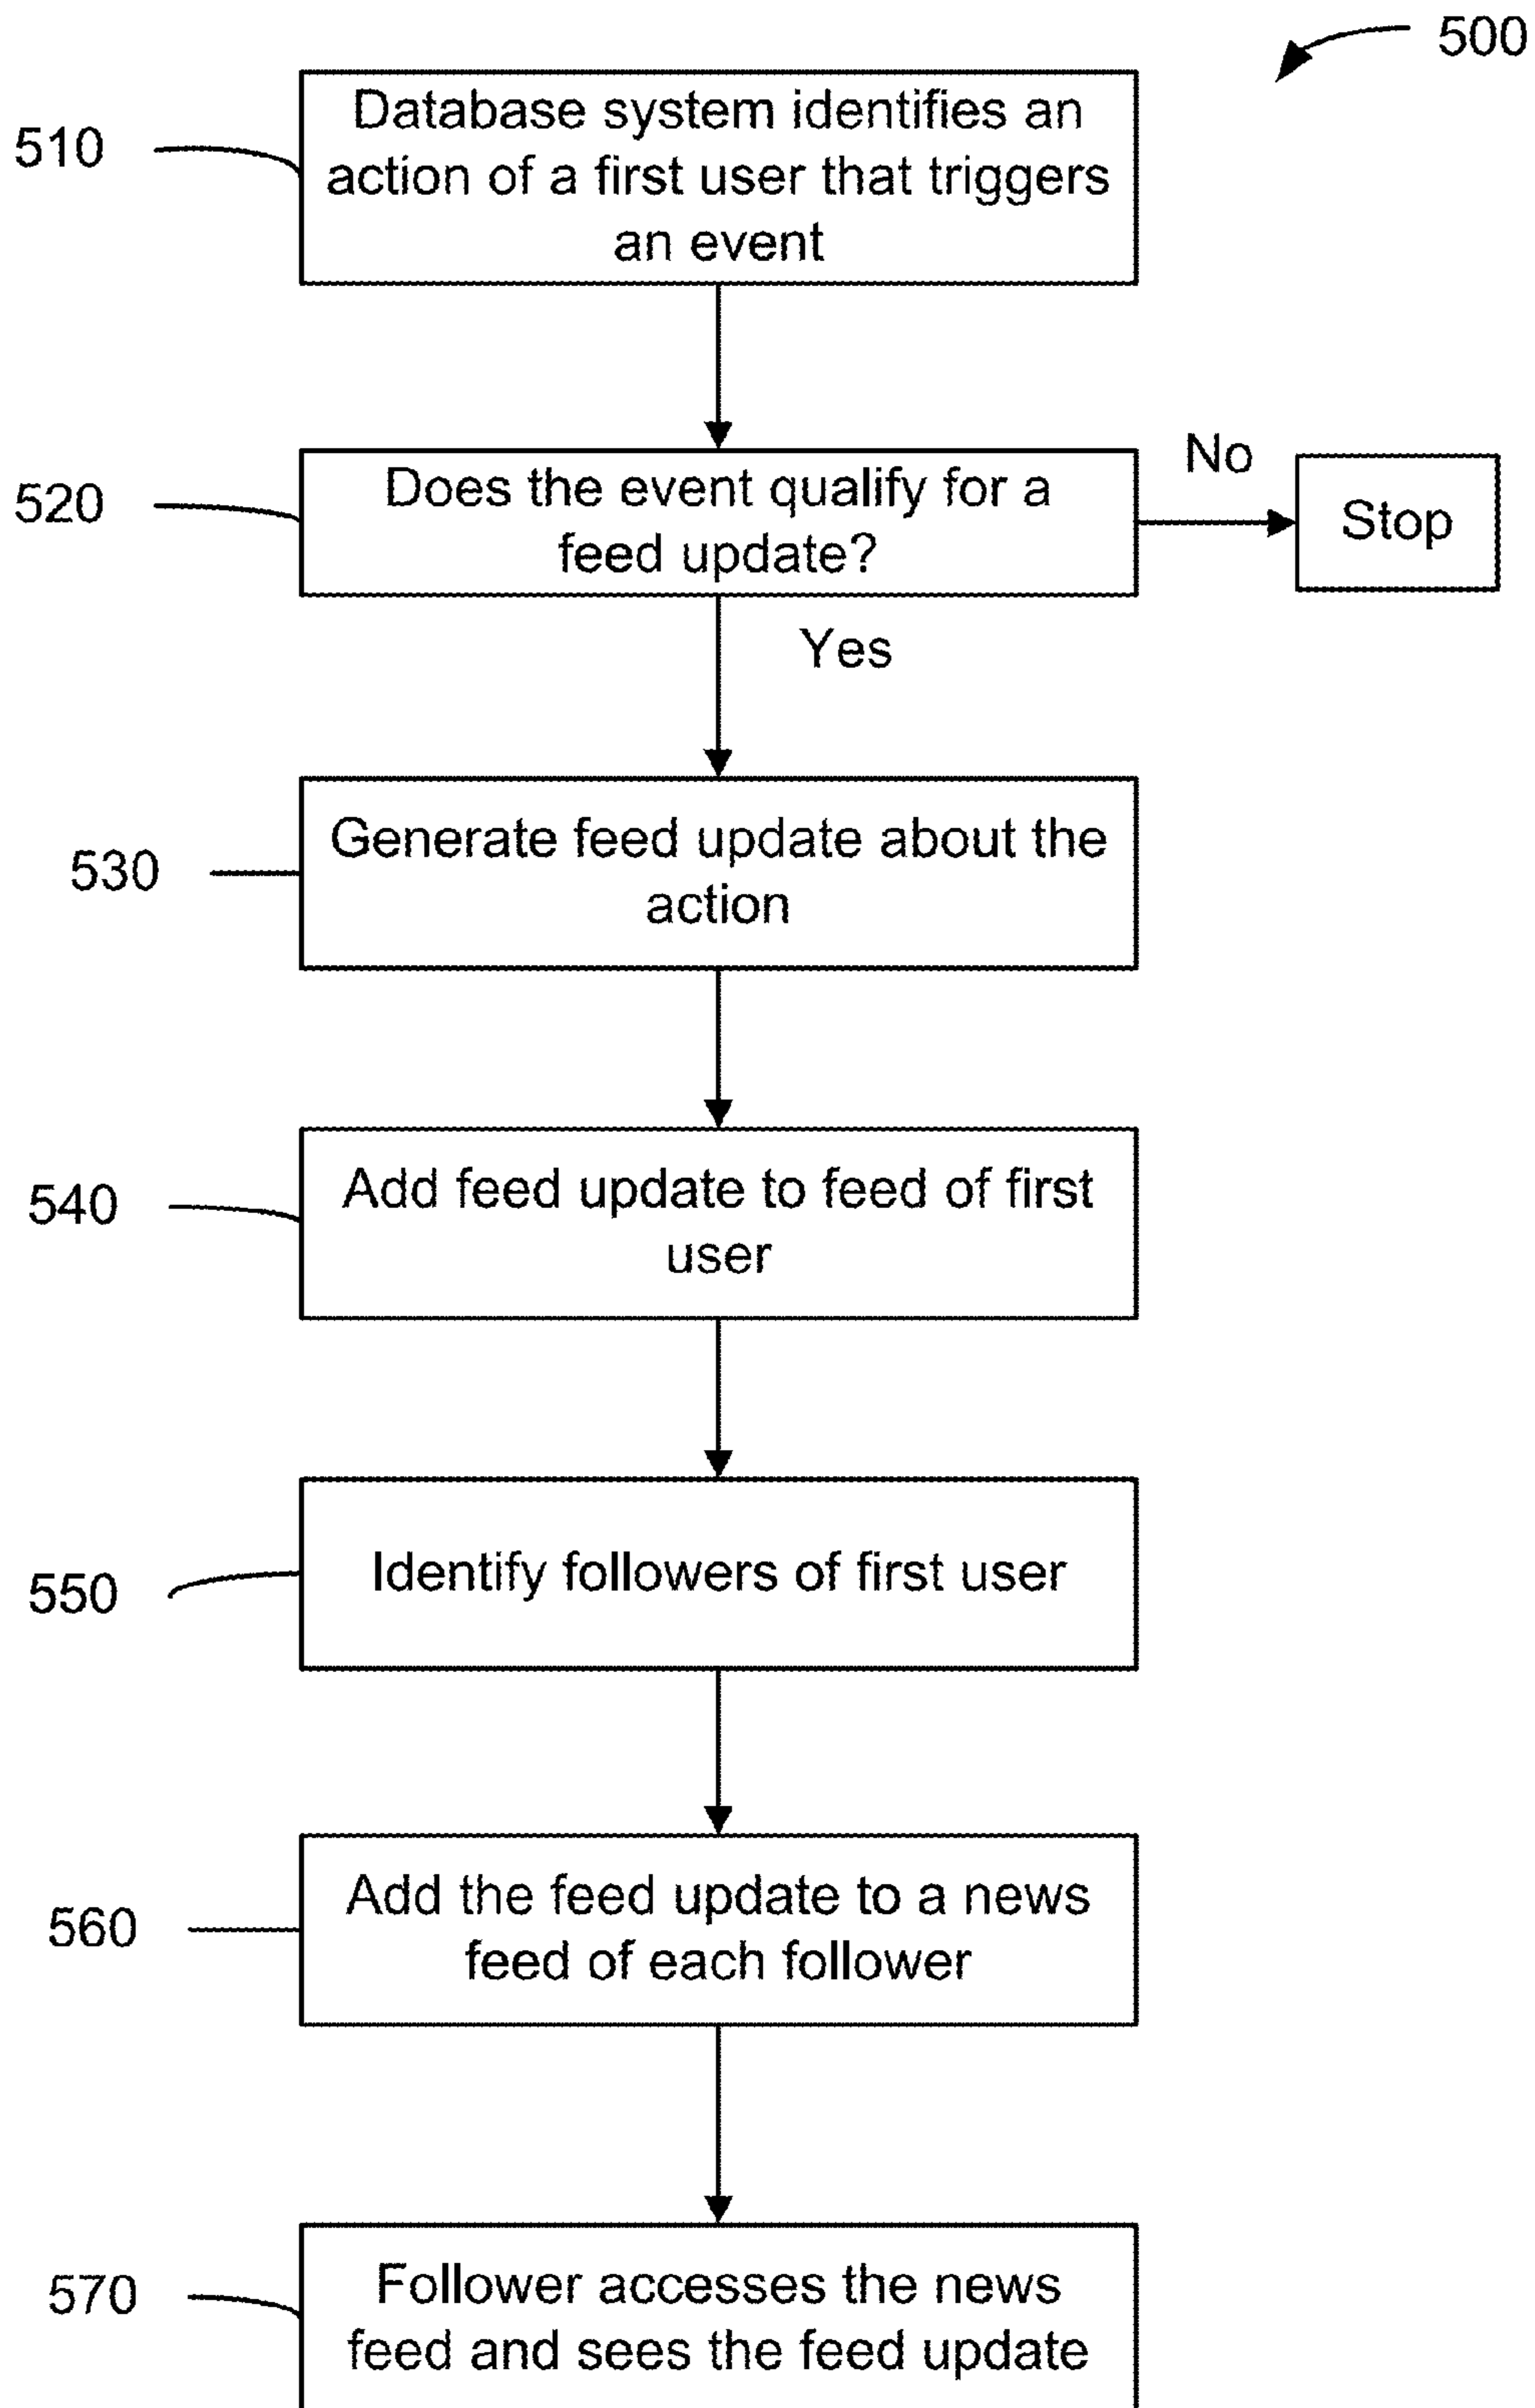 500
510
Database system identifies an
action of a first user that triggers
an event
520
Does the event qualify for a
feed update?
No
Stop
Yes
530
Generate feed update about the
action
540
Add feed update to feed of first
user
550
Identify followers of first user
560
Add the feed update to a news
feed of each follower
570
Follower accesses the news
feed and sees the feed update